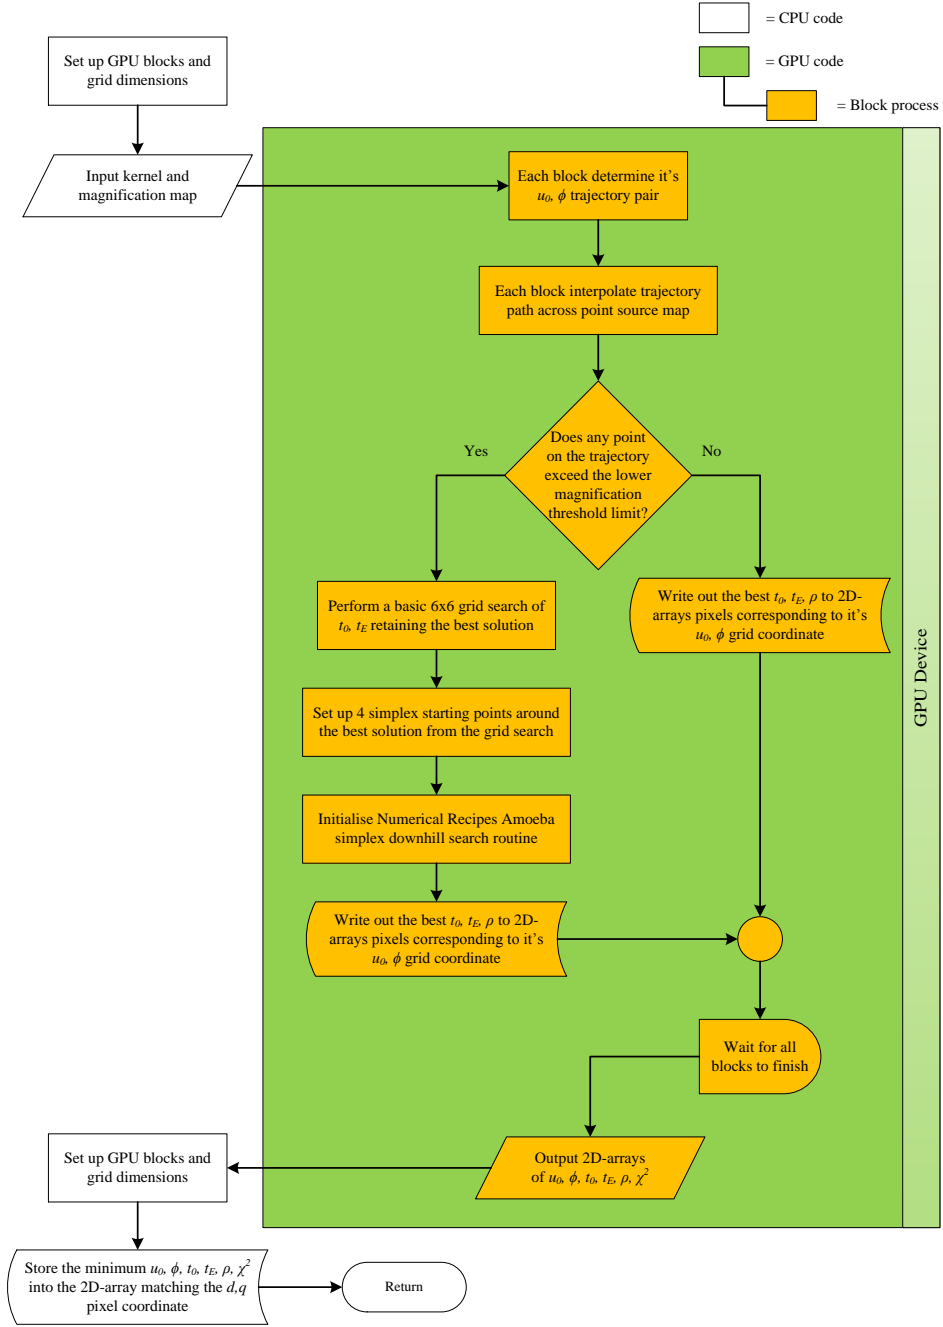 = CPU code
= GPU code
= Block process
Set up GPU blocks and
grid dimensions
Input kernel and
magnification map
Each block determine it's
u0, ϕ trajectory pair
Each block interpolate trajectory
path across point source map
Does any point
on the trajectory
exceed the lower
magnification
threshold limit?
Yes
No
Perform a basic 6x6 grid search of
t0, tE retaining the best solution
Set up 4 simplex starting points around
the best solution from the grid search
Initialise Numerical Recipes Amoeba
simplex downhill search routine
Write out the best t0, tE, ρ to 2D-
arrays pixels corresponding to it's
u0, ϕ grid coordinate
Write out the best t0, tE, ρ to 2D-
arrays pixels corresponding to it's
u0, ϕ grid coordinate
Wait for all
blocks to finish
Output 2D-arrays
of u0, ϕ, t0, tE, ρ, χ2
GPU Device
Set up GPU blocks and
grid dimensions
Store the minimum u0, ϕ, t0, tE, ρ, χ2
into the 2D-array matching the d,q
pixel coordinate
Return